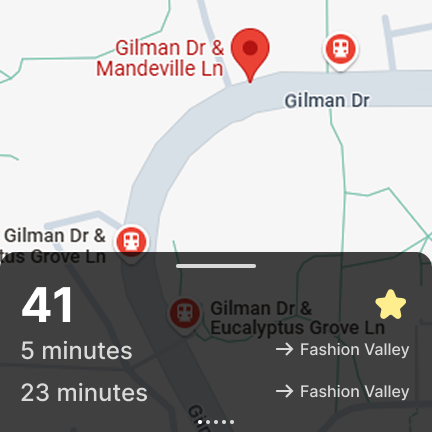 Gilman Dr &
Mandeville Ln
Gilman Dr
Gilman Dr &
tus Grove Ln
41
Gilman Dr &
Eucalyptus Grove Ln
5 minutes
→ Fashion Valley
23 minutes
→ Fashion Valley